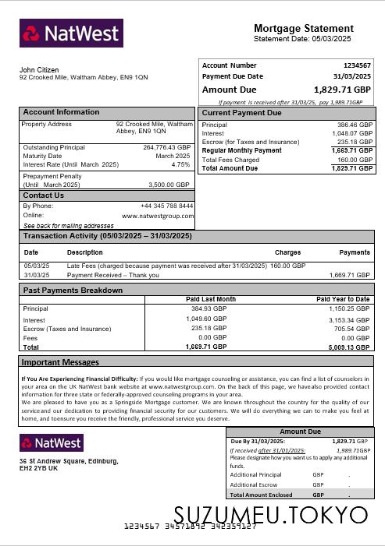 NatWest
Mortgage Statement
Statement Date: 05/03/2025
John Citizen
92 Crooked Mile, Waltham Abbey, EN9 1QN
Account Number 1234567
Payment Due Date 31/03/2025
Amount Due 1,829.71 GBP
If payment is received after 31/03/25, pay 1,989.71GBP
Account Information
Property Address 92 Crooked Mile, Waltham Abbey, EN9 1QN
Outstanding Principal 264,776.43 GBP
Maturity Date March 2025
Interest Rate (Until March 2025) 4.75%
Prepayment Penalty
(Until March 2025) 3,500.00 GBP
Contact Us
By Phone: +44 345 788 8444
Online: www.natwestgroup.com
See back for mailing addresses
Current Payment Due
Principal 386.46 GBP
Interest 1,048.07 GBP
Escrow (for Taxes and Insurance) 235.18 GBP
Regular Monthly Payment 1,669.71 GBP
Total Fees Charged 160.00 GBP
Total Amount Due 1,829.71 GBP
Transaction Activity (05/03/2025 – 31/03/2025)
Date Description Charges Payments
05/03/25 Late Fees (charged because payment was received after 31/03/2025) 160.00 GBP
31/03/25 Payment Received – Thank you 1,669.71 GBP
Past Payments Breakdown
Paid Last Month Paid Year to Date
Principal 384.93 GBP 1,150.25 GBP
Interest 1,049.60 GBP 3,153.34 GBP
Escrow (Taxes and Insurance) 235.18 GBP 705.54 GBP
Fees 0.00 GBP 0.00 GBP
Total 1,669.71 GBP 5,009.13 GBP
Important Messages
If You Are Experiencing Financial Difficulty: If you would like mortgage counseling or assistance, you can find a list of counselors in
your area on the UK NatWest bank website at www.natwestgroup.com. On the back of this page, we have also provided contact
information for three state or federally-approved counseling programs in your area.
We are pleased to have you as a Springside Mortgage customer. We are known throughout the country for the quality of our
service and our dedication to providing financial security for our customers. We will do everything we can to make you feel at
home, and to ensure you receive the friendly, professional service you deserve.
NatWest
36 St Andrew Square, Edinburg,
EH2 2YB UK
Amount Due
Due By 31/03/2025: 1,829.71 GBP
If received after 31/03/2025: 1,989.71GBP
Please designate how you want us to apply any additional
funds.
Additional Principal GBP .
Additional Escrow GBP .
Total Amount Enclosed GBP .
SUZUMEU.TOKYO
1234567 34571892 342359127